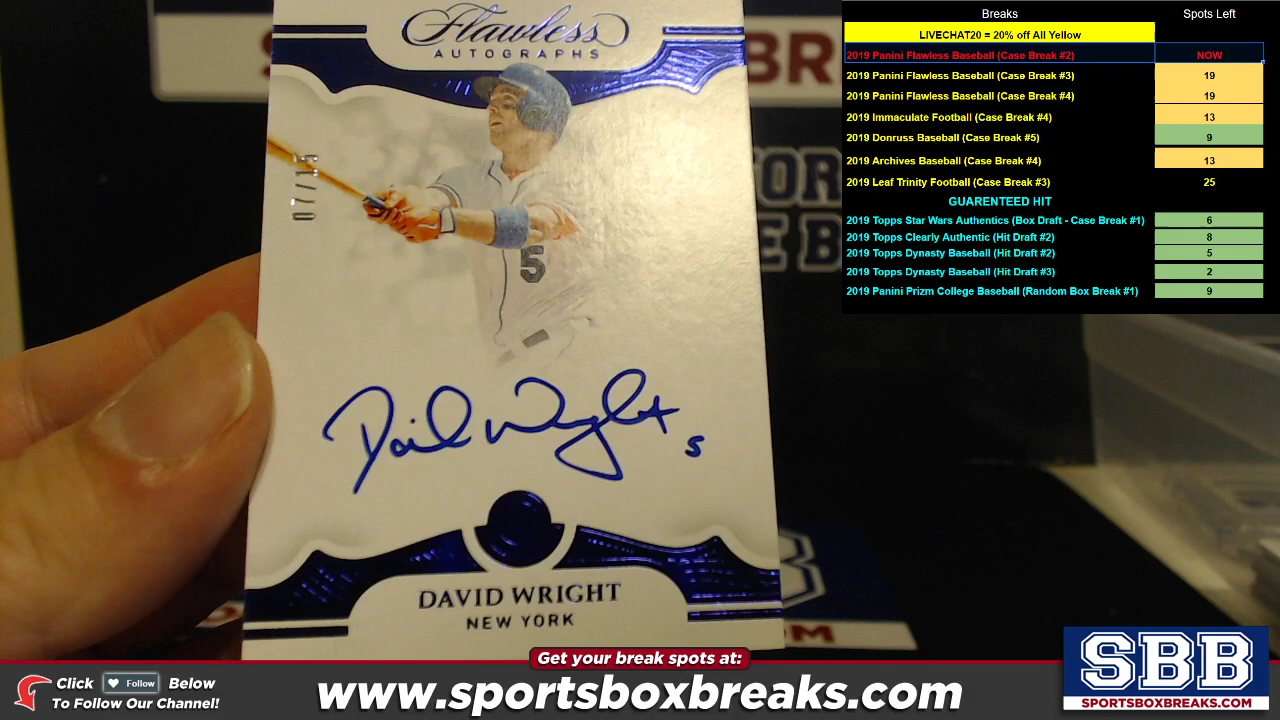 Flawless
AUTOGRAPHS
07/15
5
David Wright 5
DAVID WRIGHT
NEW YORK
Breaks Spots Left
LIVECHAT20 = 20% off All Yellow
2019 Panini Flawless Baseball (Case Break #2) NOW
2019 Panini Flawless Baseball (Case Break #3) 19
2019 Panini Flawless Baseball (Case Break #4) 19
2019 Immaculate Football (Case Break #4) 13
2019 Donruss Baseball (Case Break #5) 9
2019 Archives Baseball (Case Break #4) 13
2019 Leaf Trinity Football (Case Break #3) 25
GUARENTEED HIT
2019 Topps Star Wars Authentics (Box Draft - Case Break #1) 6
2019 Topps Clearly Authentic (Hit Draft #2) 8
2019 Topps Dynasty Baseball (Hit Draft #2) 5
2019 Topps Dynasty Baseball (Hit Draft #3) 2
2019 Panini Prizm College Baseball (Random Box Break #1) 9
Get your break spots at:
Click Follow Below
To Follow Our Channel!
www.sportsboxbreaks.com
SBB
SPORTSBOXBREAKS.COM